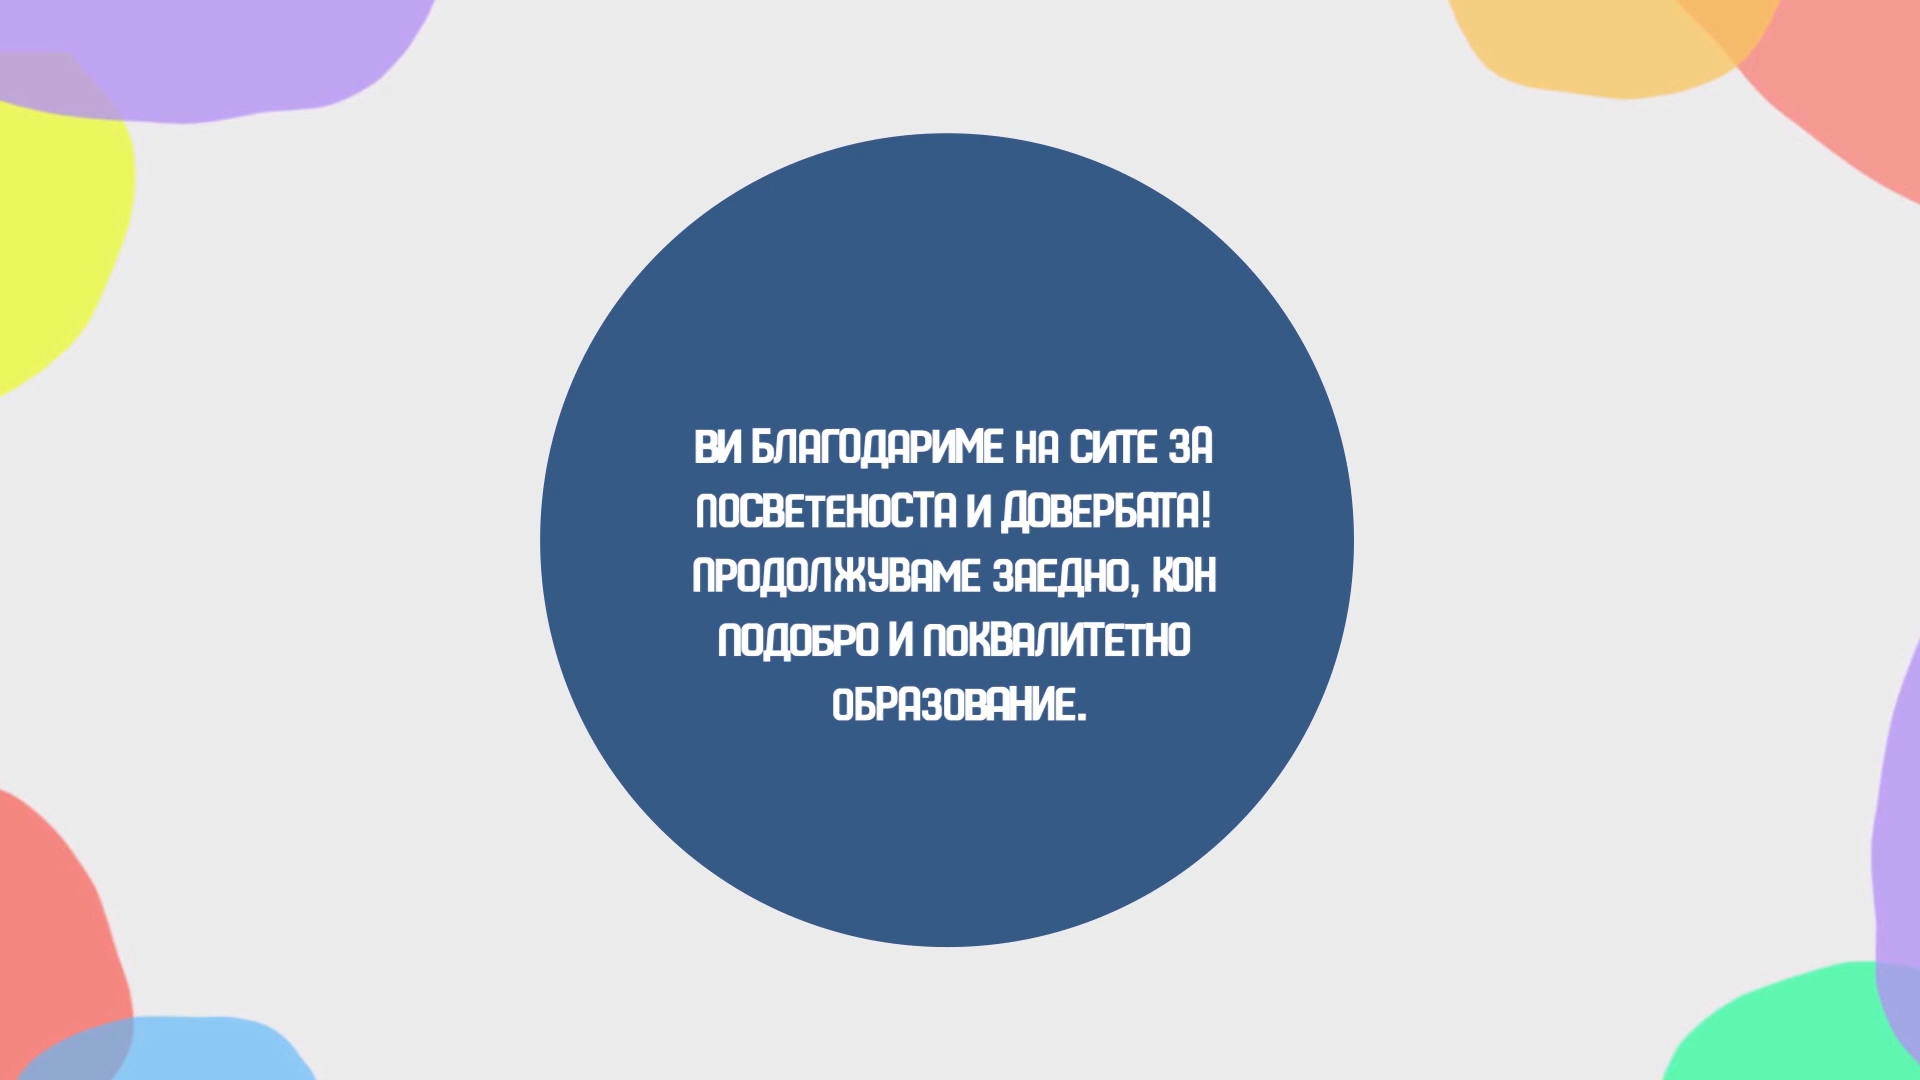 ВИ БЛАГОДАРИМЕ НА СИТЕ ЗА
ПОСВЕТЕНОСТА И ДОВЕРБАТА!
ПРОДОЛЖУВАМЕ ЗАЕДНО, КОН
ПОДОБРО И ПОКВАЛИТЕТНО
ОБРАЗОВАНИЕ.